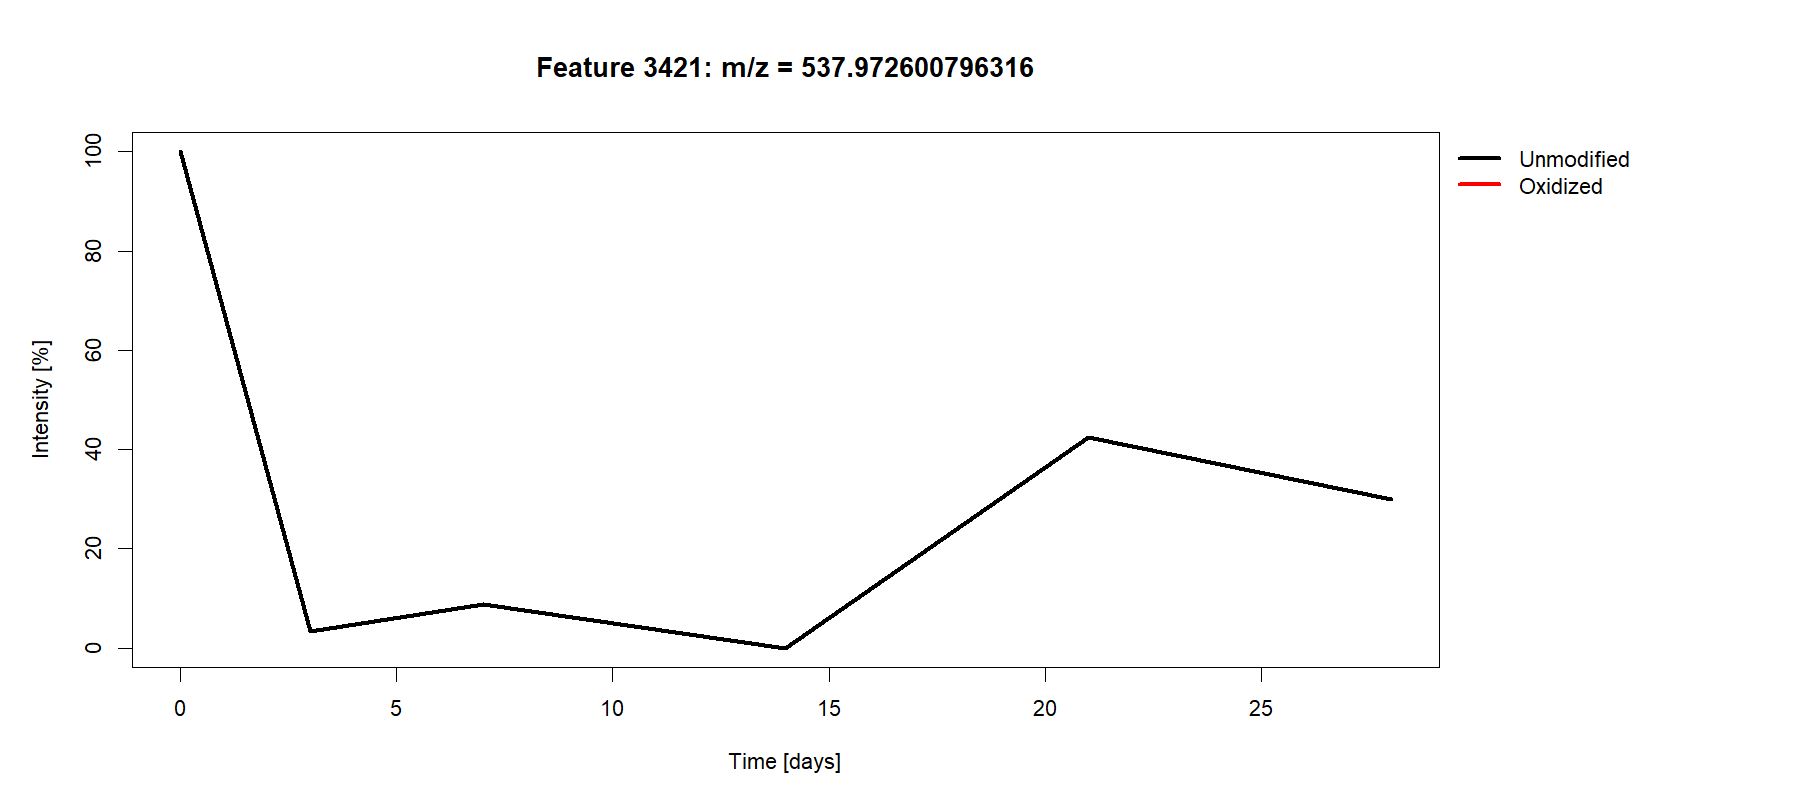 Feature 3421: m/z = 537.972600796316
Unmodified
Oxidized
Intensity [%]
100
80
60
40
20
0
0 5 10 15 20 25
Time [days]